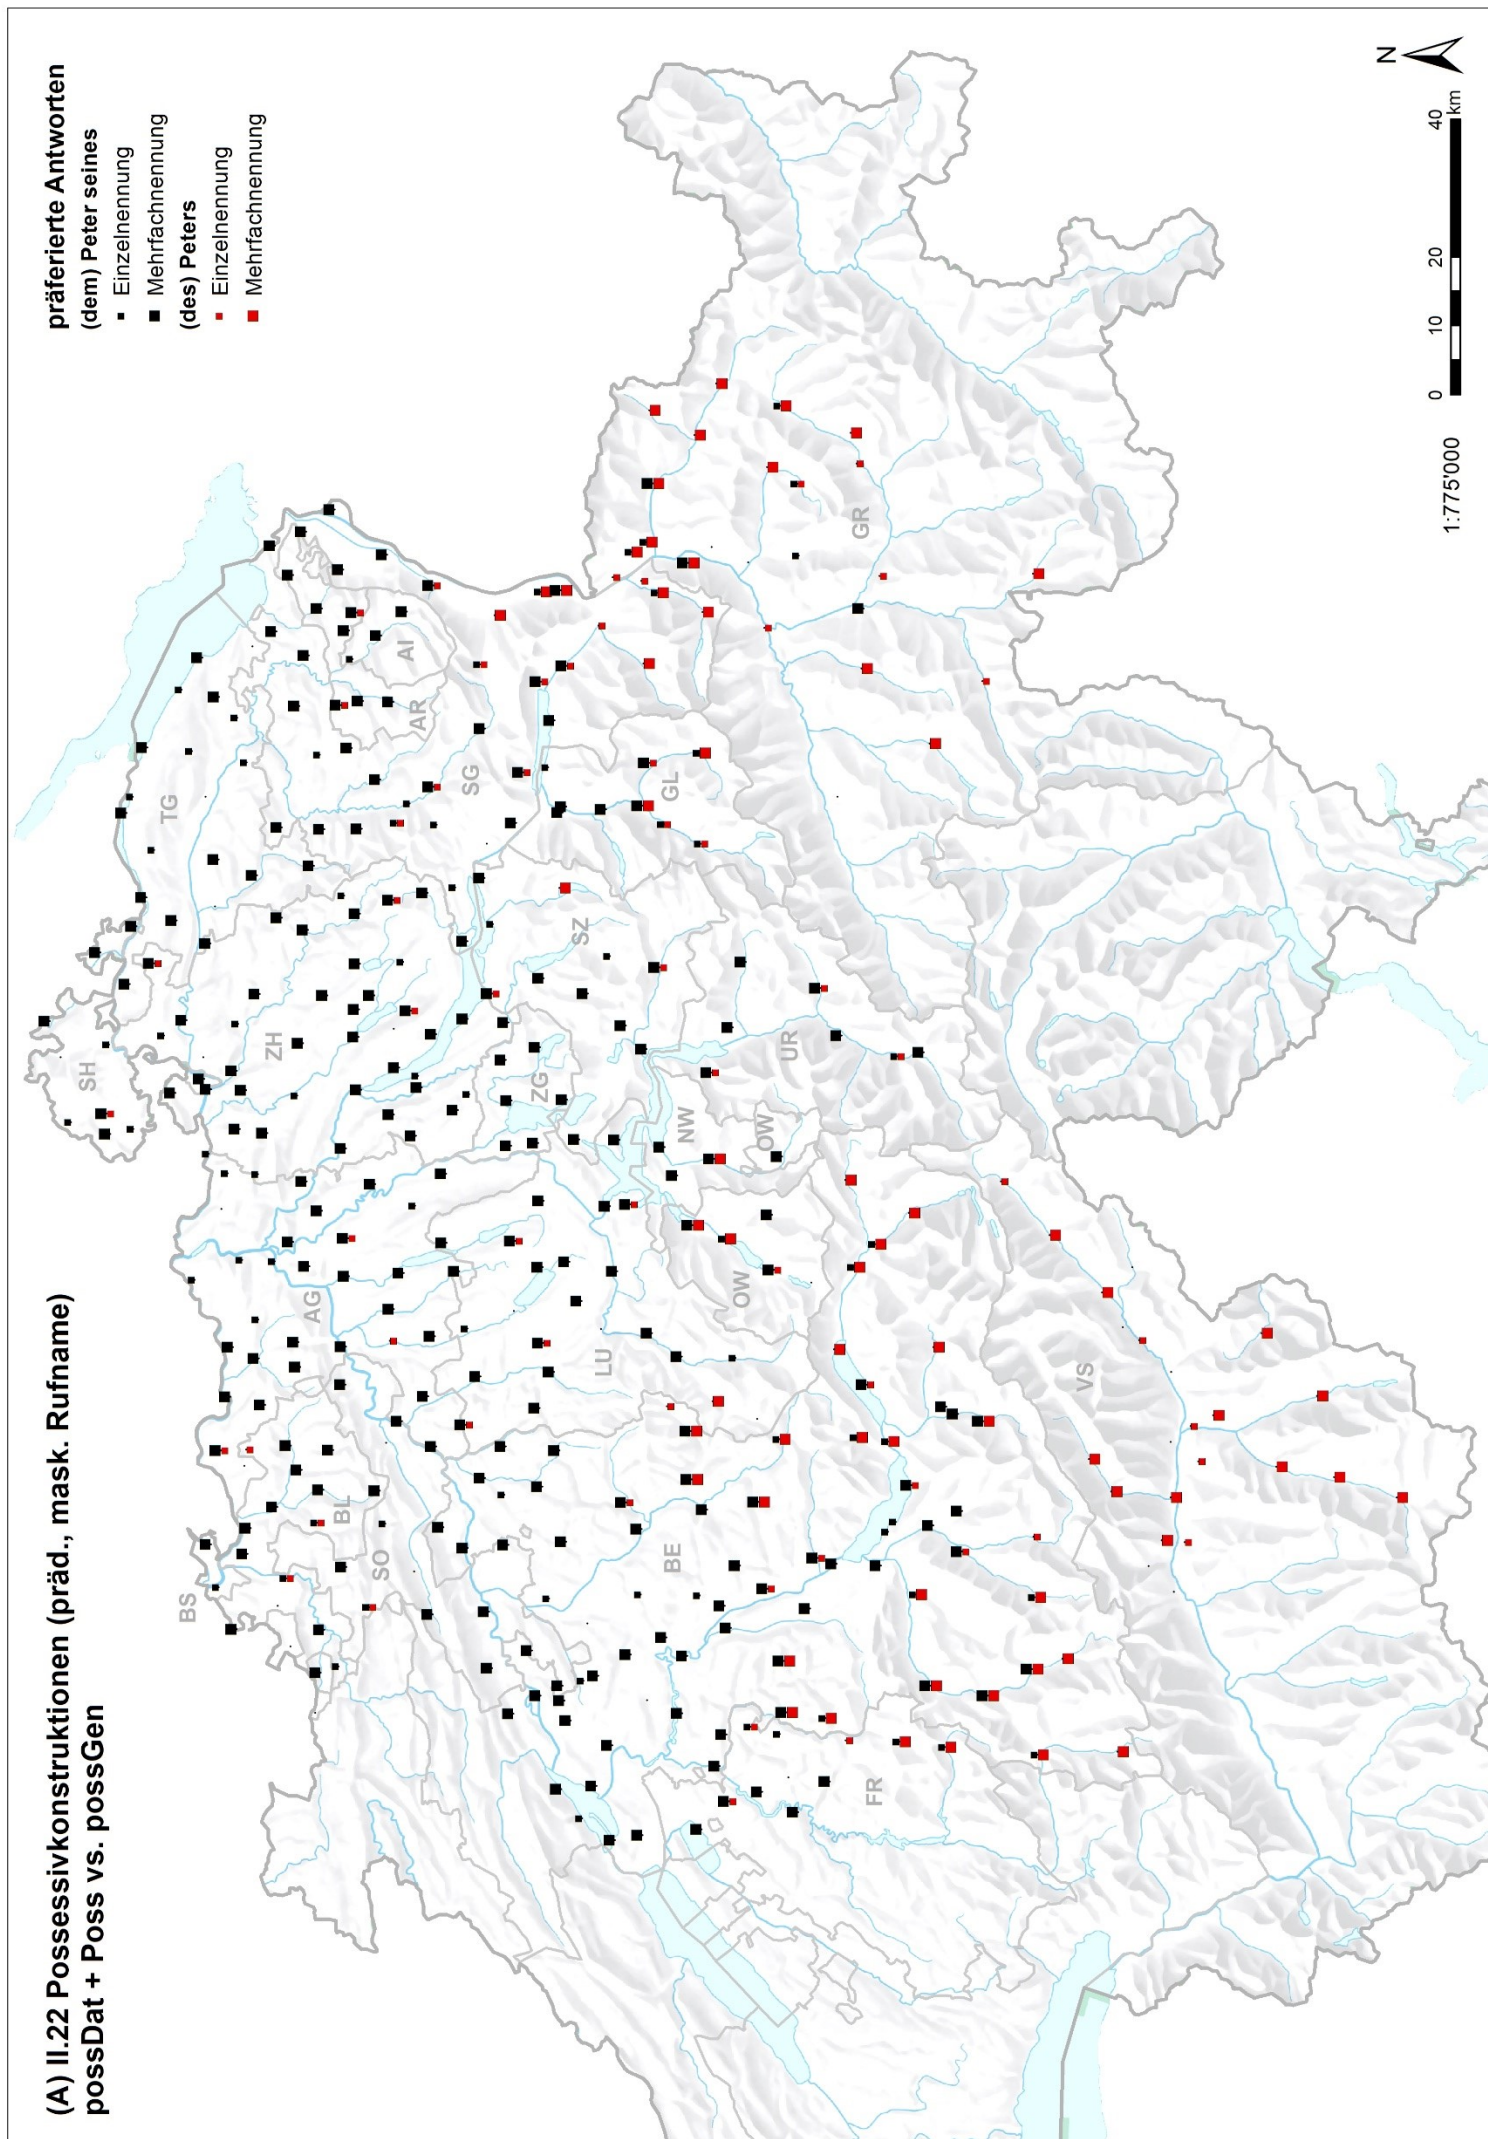 (A) II.22 Possessivkonstruktionen (präd., mask. Rufname)
possDat + Poss vs. possGen
präferierte Antworten
(dem) Peter seines
Einzelnennung
Mehrfachnennung
(des) Peters
Einzelnennung
Mehrfachnennung
SH
BS
TG
AG
ZH
BL
SO
AR
AI
SG
ZG
LU
SZ
BE
NW
OW
OW
GL
UR
FR
GR
VS
N
1:775'000
0
10
20
40
km